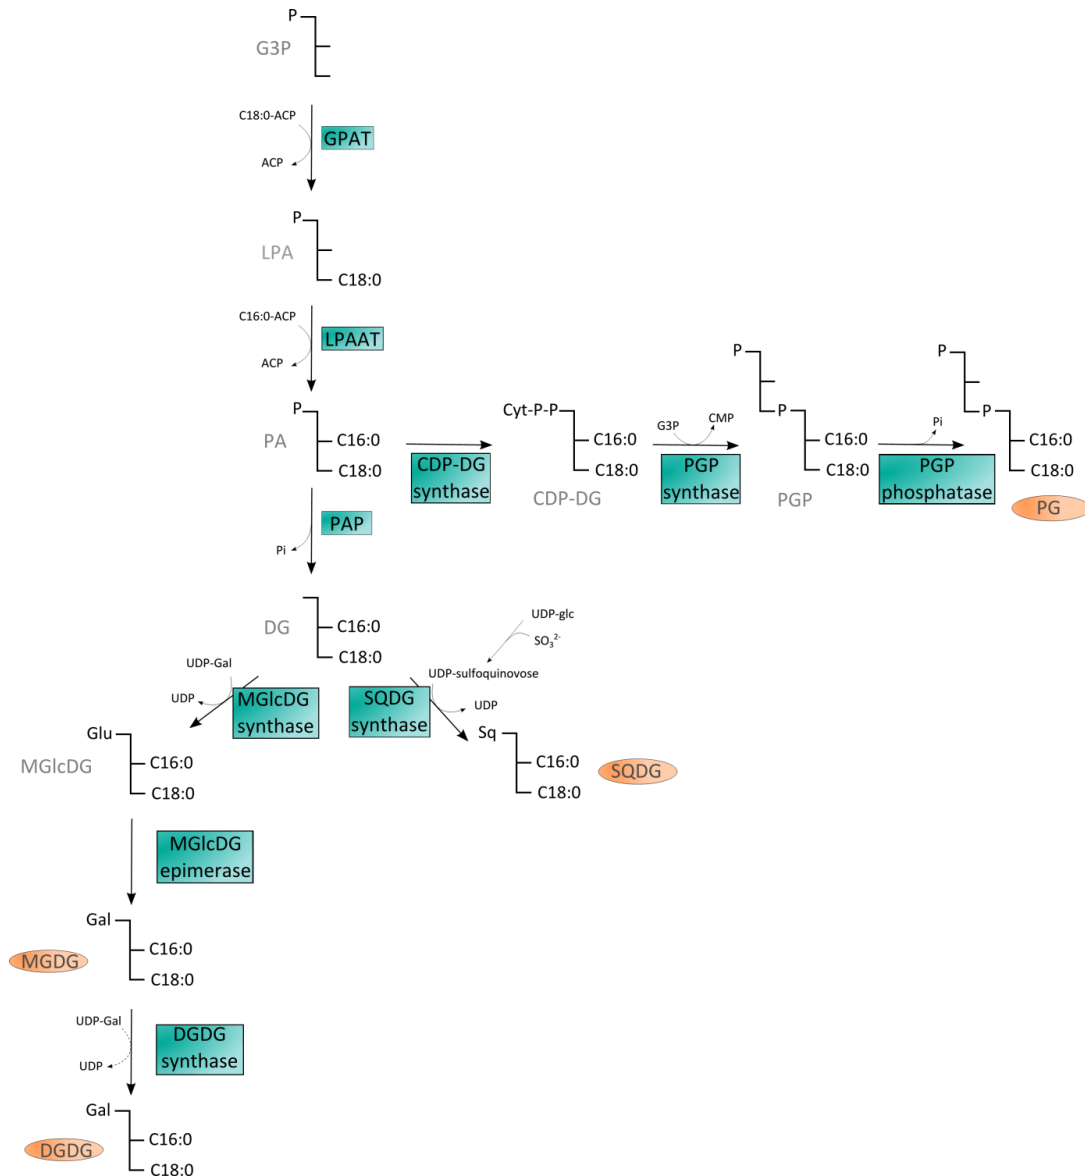 P
G3P
C18:0-ACP
GPAT
ACP
P
LPA
C18:0
C16:0-ACP
LPAAT
ACP
P
PA
C16:0
C18:0
CDP-DG
synthase
Cyt-P-P
C16:0
C18:0
CDP-DG
G3P
CMP
PGP
synthase
P
P
C16:0
C18:0
PGP
Pi
PGP
phosphatase
P
P
C16:0
C18:0
PG
PAP
Pi
DG
C16:0
C18:0
UDP-glc
SO₃²⁻
UDP-sulfoquinovose
UDP-Gal
UDP
MGlcDG
synthase
SQDG
synthase
UDP
Glu
MGlcDG
C16:0
C18:0
Sq
C16:0
C18:0
SQDG
MGlcDG
epimerase
Gal
MGDG
C16:0
C18:0
UDP-Gal
UDP
DGDG
synthase
Gal
DGDG
C16:0
C18:0